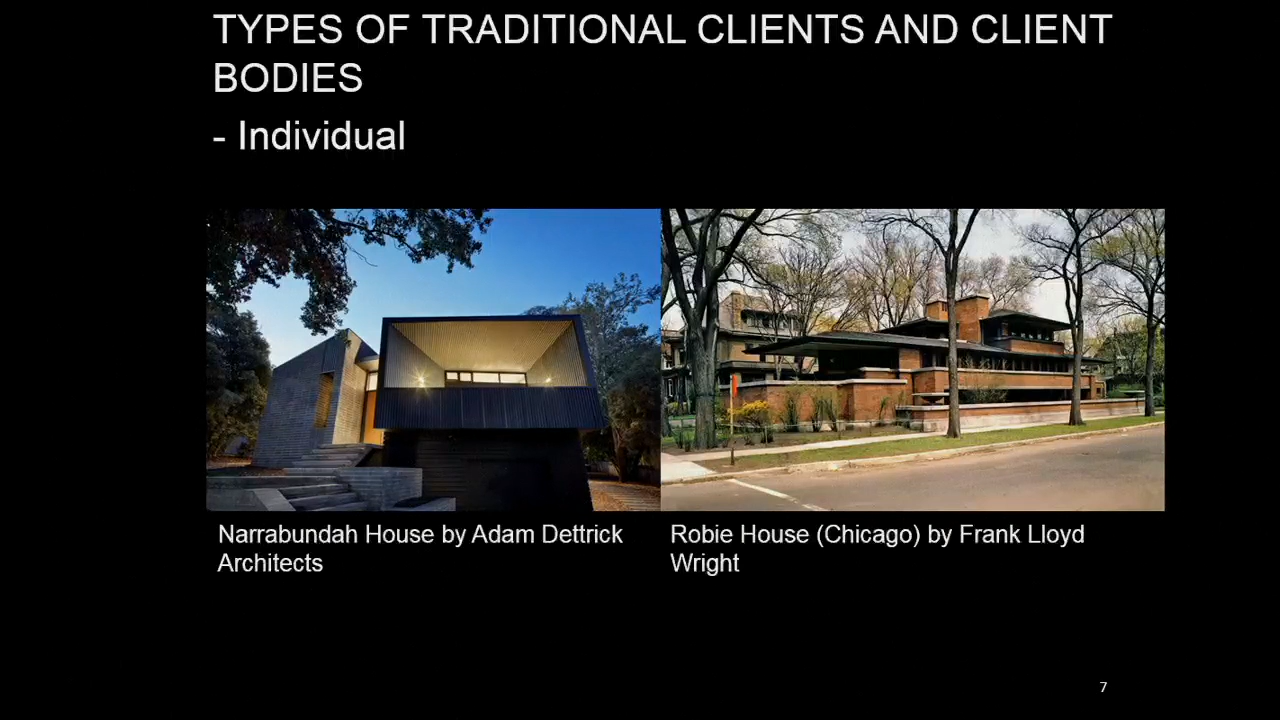 TYPES OF TRADITIONAL CLIENTS AND CLIENT
BODIES
- Individual
Narrabundah House by Adam Dettrick
Architects
Robie House (Chicago) by Frank Lloyd
Wright
7